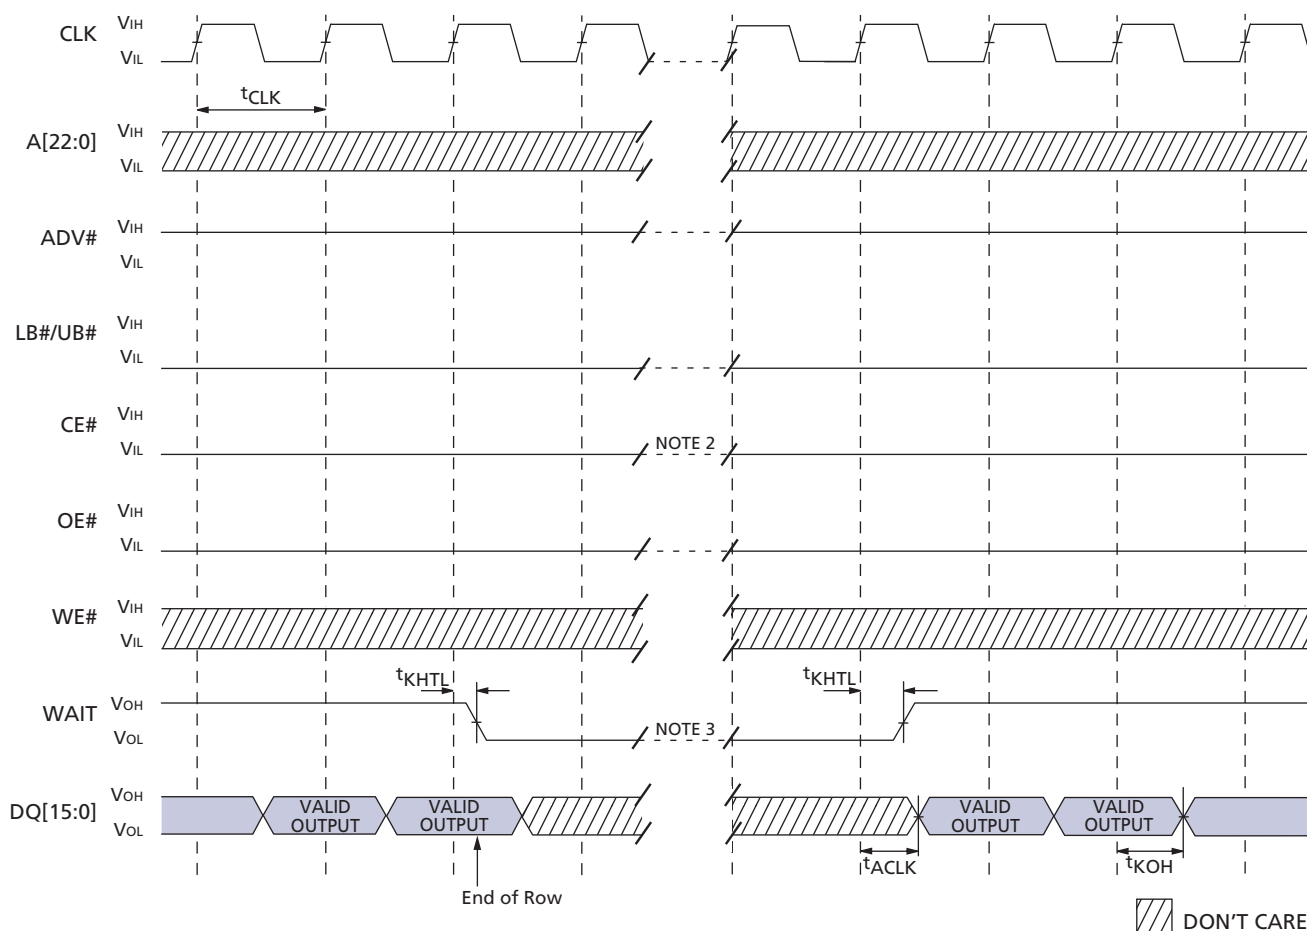 CLK VIH
VIL
tCLK
A[22:0] VIH
VIL
ADV# VIH
VIL
LB#/UB# VIH
VIL
CE# VIH
VIL NOTE 2
OE# VIH
VIL
WE# VIH
VIL
tKHTL tKHTL
WAIT VOH
VOL NOTE 3
DQ[15:0] VOH
VOL
VALID OUTPUT
VALID OUTPUT
VALID OUTPUT
VALID OUTPUT
tACLK tKOH
End of Row
DON'T CARE